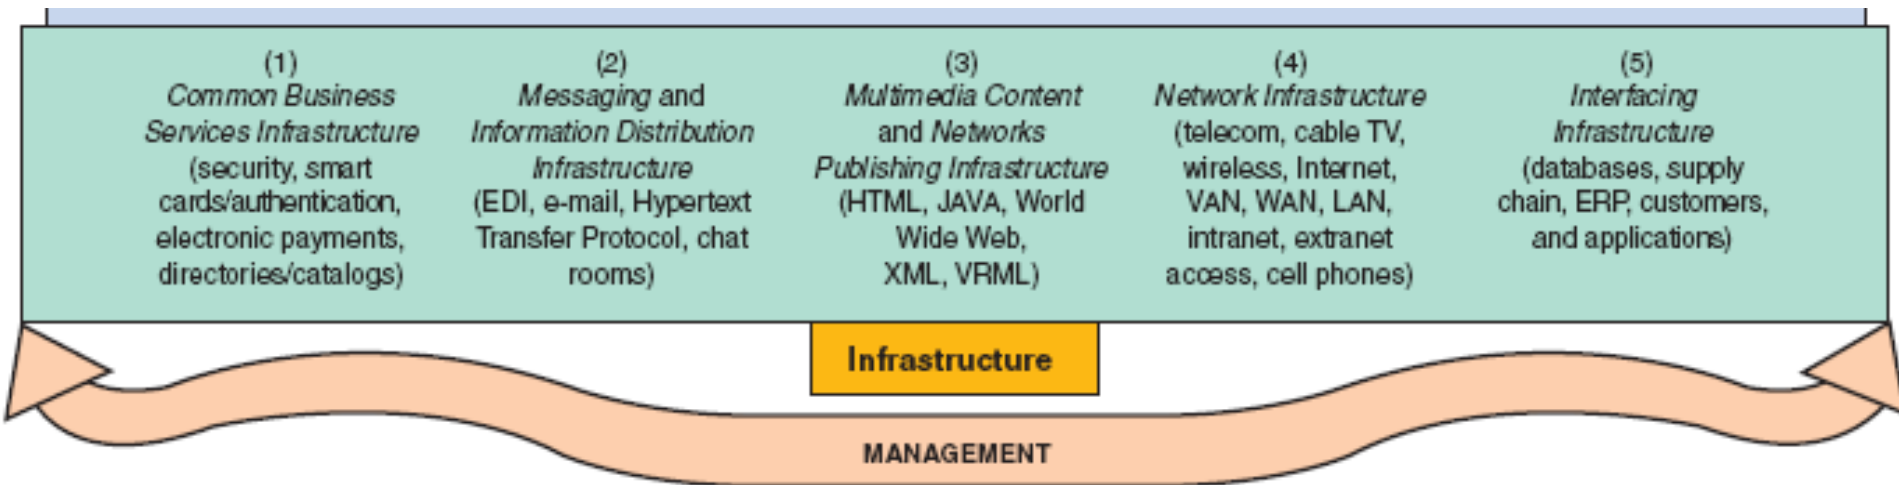 (1)
Common Business
Services Infrastructure
(security, smart
cards/authentication,
electronic payments,
directories/catalogs)
(2)
Messaging and
Information Distribution
Infrastructure
(EDI, e-mail, Hypertext
Transfer Protocol, chat
rooms)
(3)
Multimedia Content
and Networks
Publishing Infrastructure
(HTML, JAVA, World
Wide Web,
XML, VRML)
(4)
Network Infrastructure
(telecom, cable TV,
wireless, Internet,
VAN, WAN, LAN,
intranet, extranet
access, cell phones)
(5)
Interfacing
Infrastructure
(databases, supply
chain, ERP, customers,
and applications)
Infrastructure
MANAGEMENT